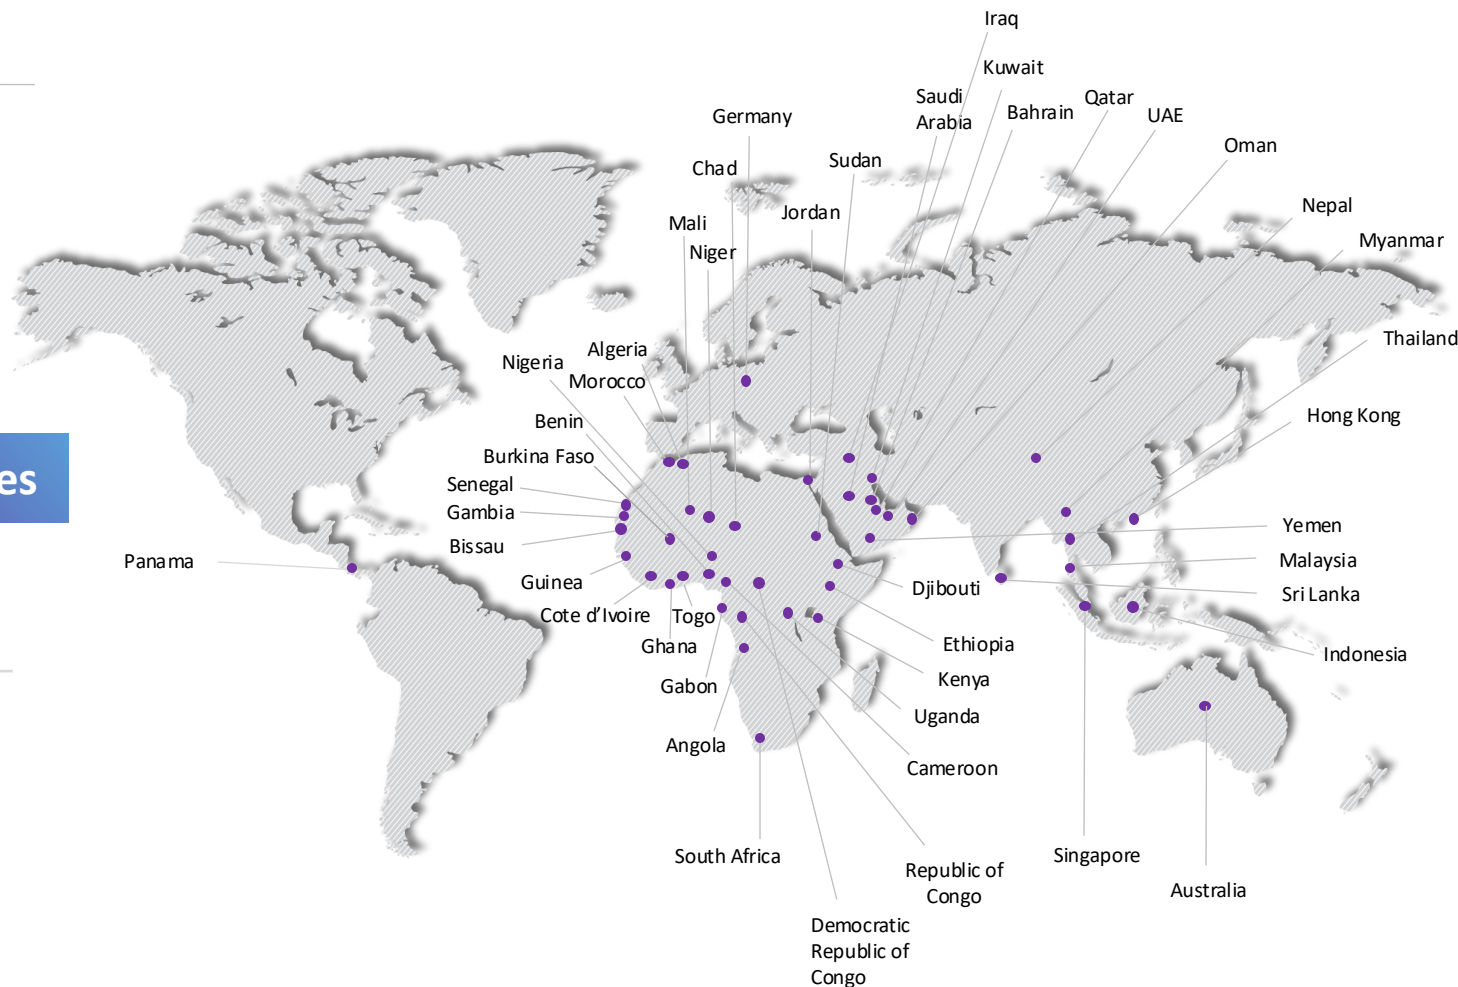 Iraq
Kuwait
Saudi
Arabia
Qatar
Bahrain
UAE
Germany
Oman
Chad
Sudan
Nepal
Jordan
Mali
Myanmar
Niger
Thailand
Algeria
Nigeria
Morocco
Hong Kong
Benin
Burkina Faso
es
Senegal
Gambia
Yemen
Bissau
Malaysia
Panama
Guinea
Djibouti
Sri Lanka
Cote d’Ivoire
Togo
Ghana
Ethiopia
Indonesia
Kenya
Gabon
Uganda
Angola
Cameroon
South Africa
Singapore
Republic of
Congo
Australia
Democratic
Republic of
Congo